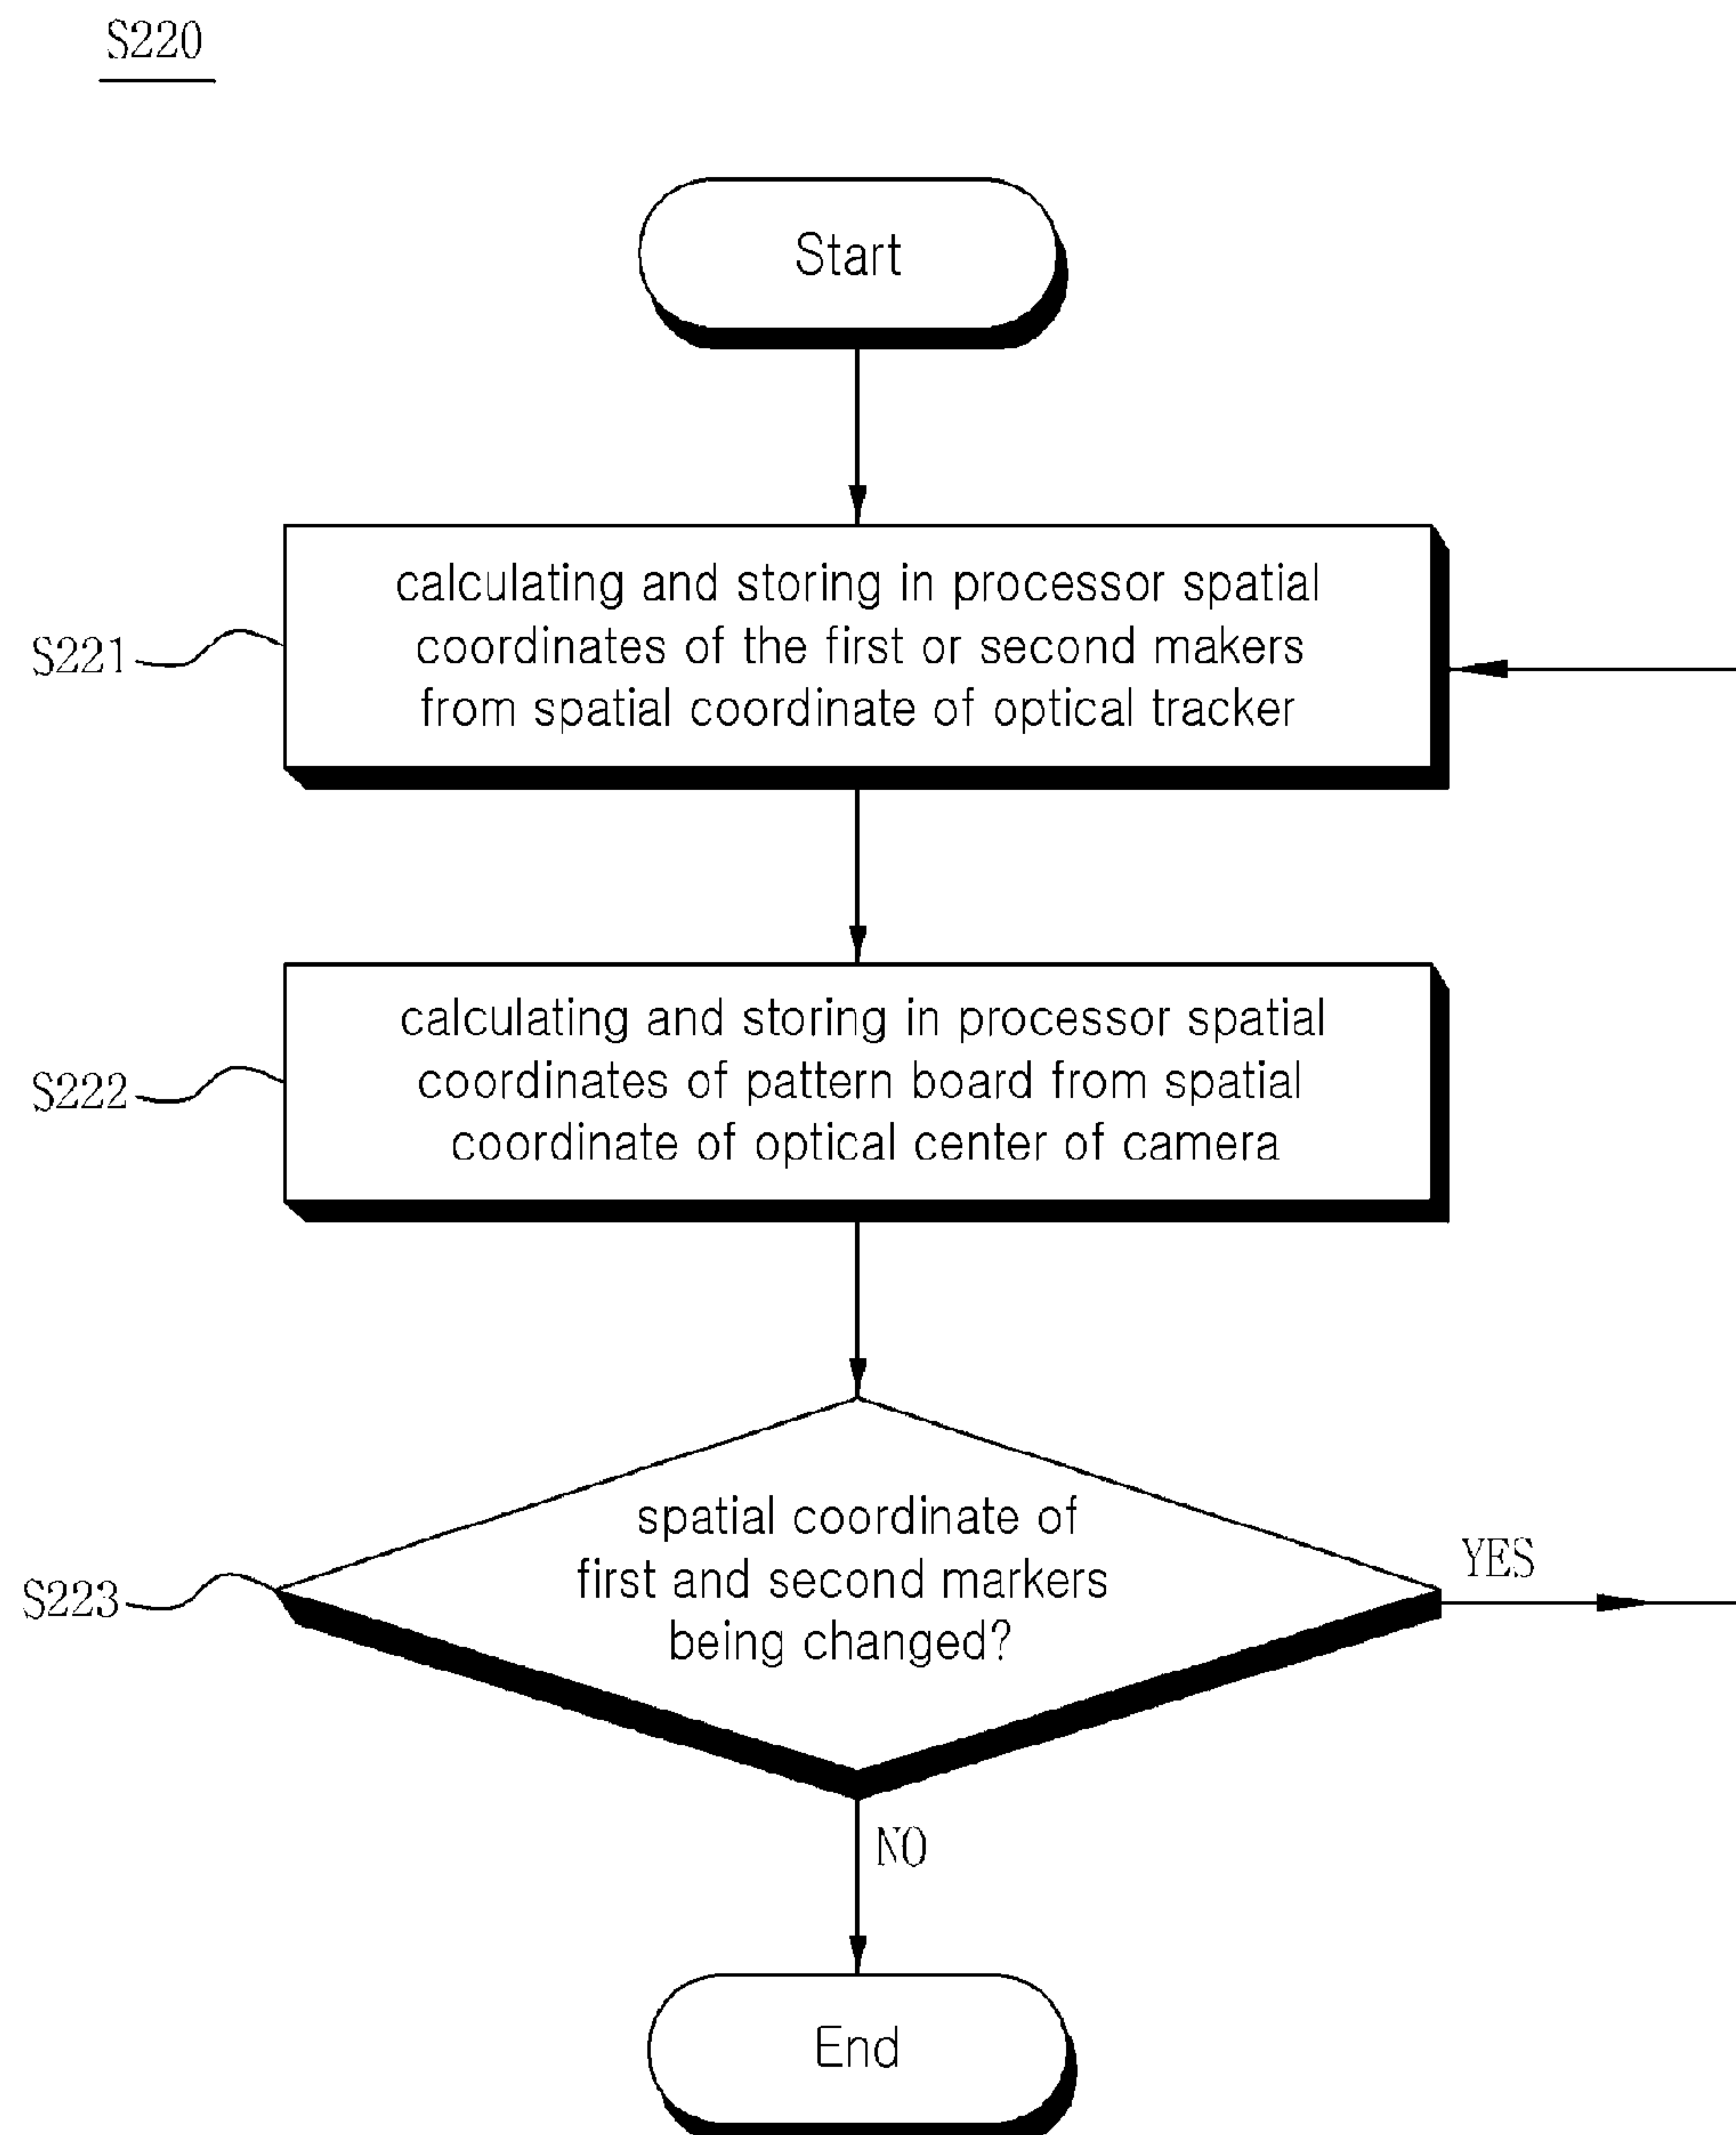 S220
Start
S221
calculating and storing in processor spatial
coordinates of the first or second makers
from spatial coordinate of optical tracker
S222
calculating and storing in processor spatial
coordinates of pattern board from spatial
coordinate of optical center of camera
S223
spatial coordinate of
first and second markers
being changed?
YES
NO
End